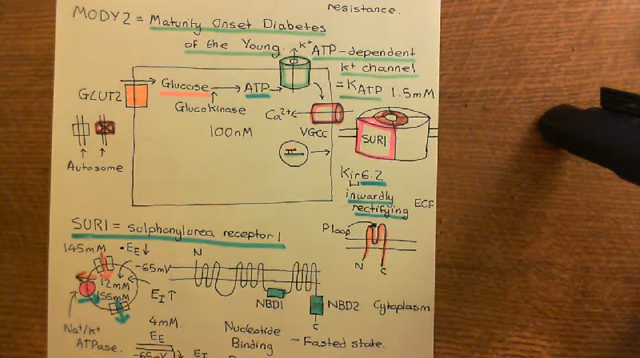 resistance.
MODY2 = Maturity Onset Diabetes
of the Young.
K+ ATP-dependent
K+ channel
= KATP 1.5mM
GLUT2
Glucose → ATP →
Glucokinase
Ca2+
100nM
VGCC
SUR1
Autosome
Kir6.2
inwardly
rectifying
ECF
P loop
N C
SUR1 = sulphonylurea receptor 1
145mM - EE↓
N
-65mV
12mM
155mM
EI↑
NBD1
NBD2
Cytoplasm
C
Na+/K+
ATPase.
4mM
EE
-65mV
EI
Nucleotide
Binding
- Fasted state.